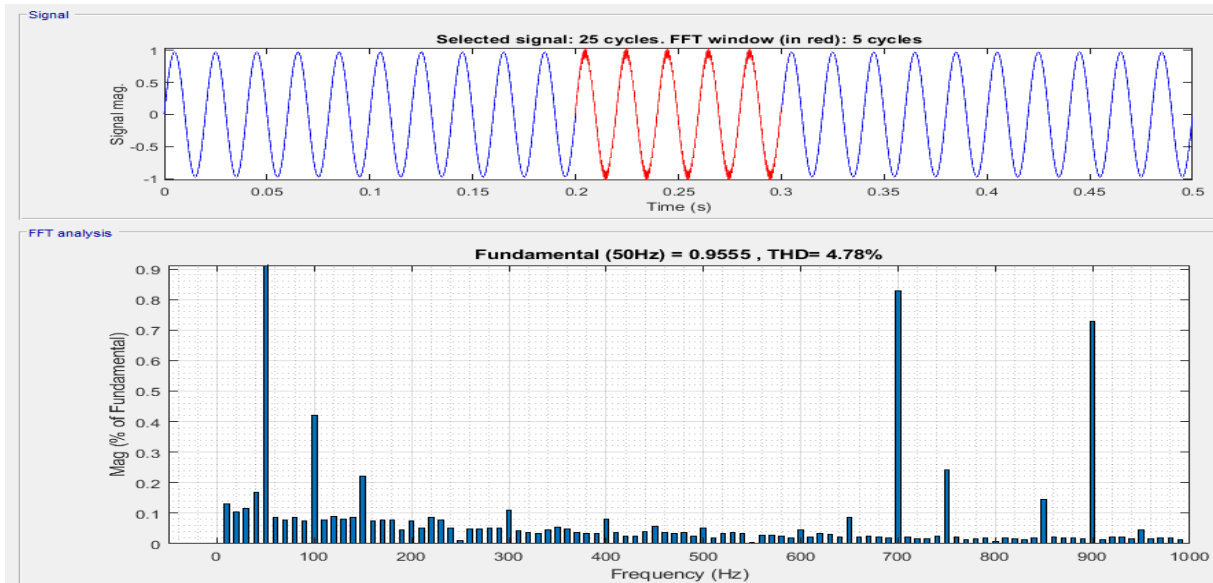 Signal
Selected signal: 25 cycles. FFT window (in red): 5 cycles
Signal mag.
1
0.5
0
-0.5
-1
0 0.05 0.1 0.15 0.2 0.25 0.3 0.35 0.4 0.45 0.5
Time (s)
FFT analysis
Fundamental (50Hz) = 0.9555 , THD= 4.78%
Mag (% of Fundamental)
0.9
0.8
0.7
0.6
0.5
0.4
0.3
0.2
0.1
0
0 100 200 300 400 500 600 700 800 900 1000
Frequency (Hz)